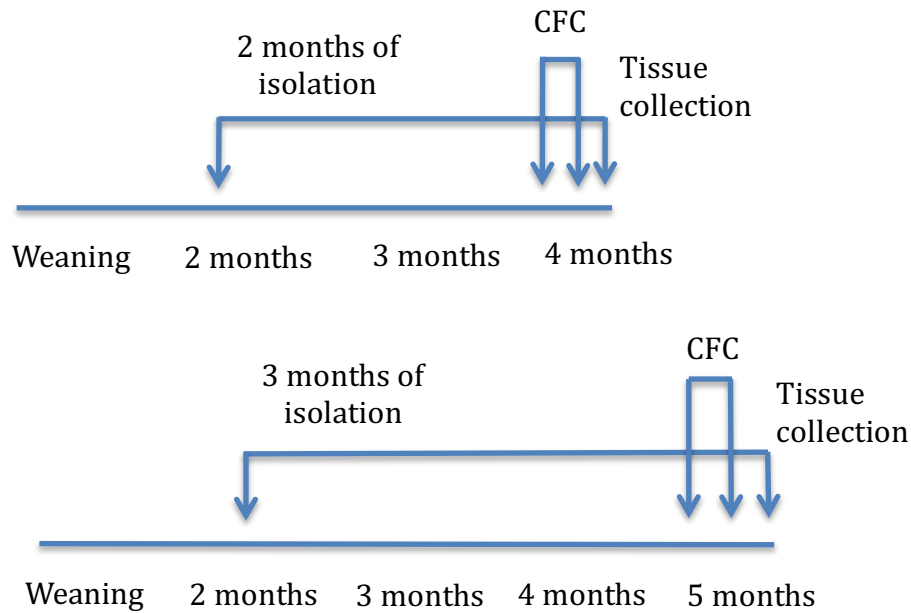 CFC
2 months of
isolation
Tissue
collection
Weaning 2 months 3 months 4 months
CFC
3 months of
isolation
Tissue
collection
Weaning 2 months 3 months 4 months 5 months